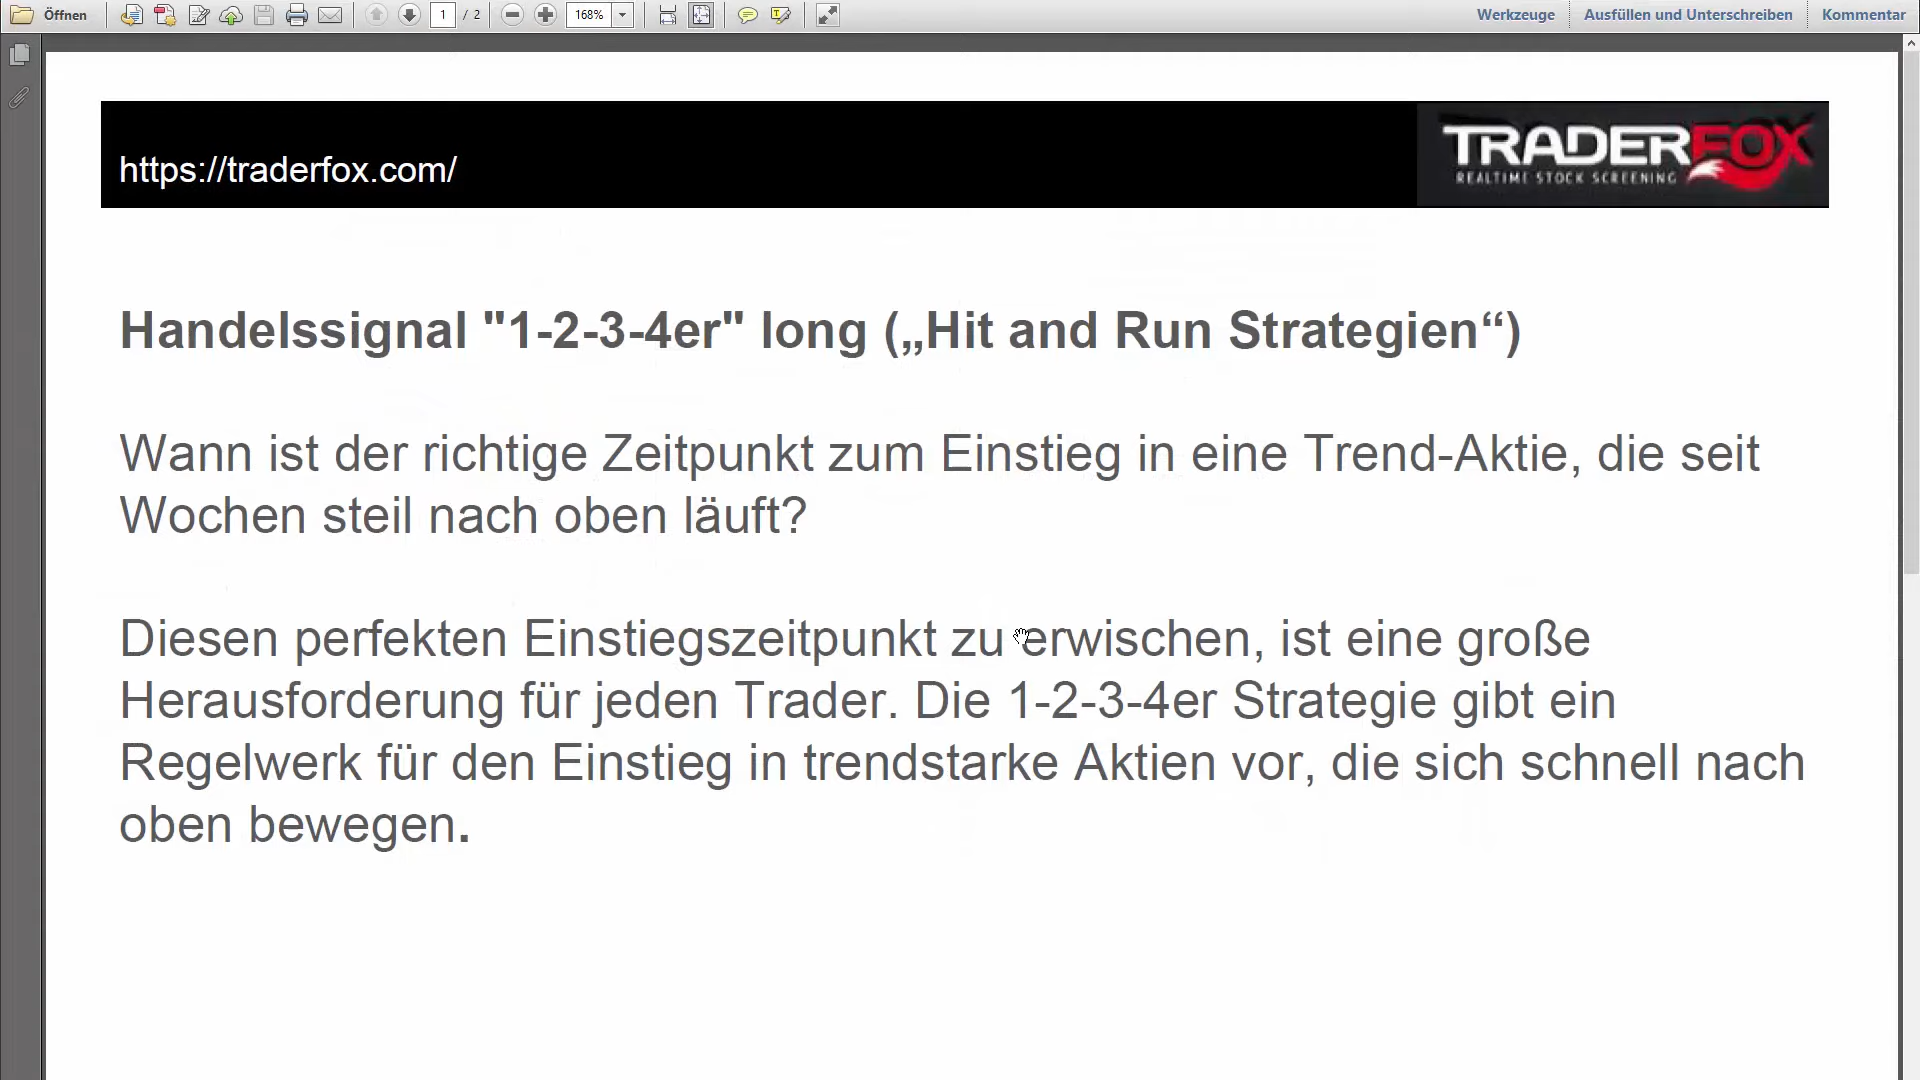 Öffnen
1 / 2
168%
Werkzeuge
Ausfüllen und Unterschreiben
Kommentar
https://traderfox.com/
TRADERFOX
REALTIME STOCK SCREENING
Handelssignal "1-2-3-4er" long („Hit and Run Strategien“)
Wann ist der richtige Zeitpunkt zum Einstieg in eine Trend-Aktie, die seit
Wochen steil nach oben läuft?
Diesen perfekten Einstiegszeitpunkt zu erwischen, ist eine große
Herausforderung für jeden Trader. Die 1-2-3-4er Strategie gibt ein
Regelwerk für den Einstieg in trendstarke Aktien vor, die sich schnell nach
oben bewegen.